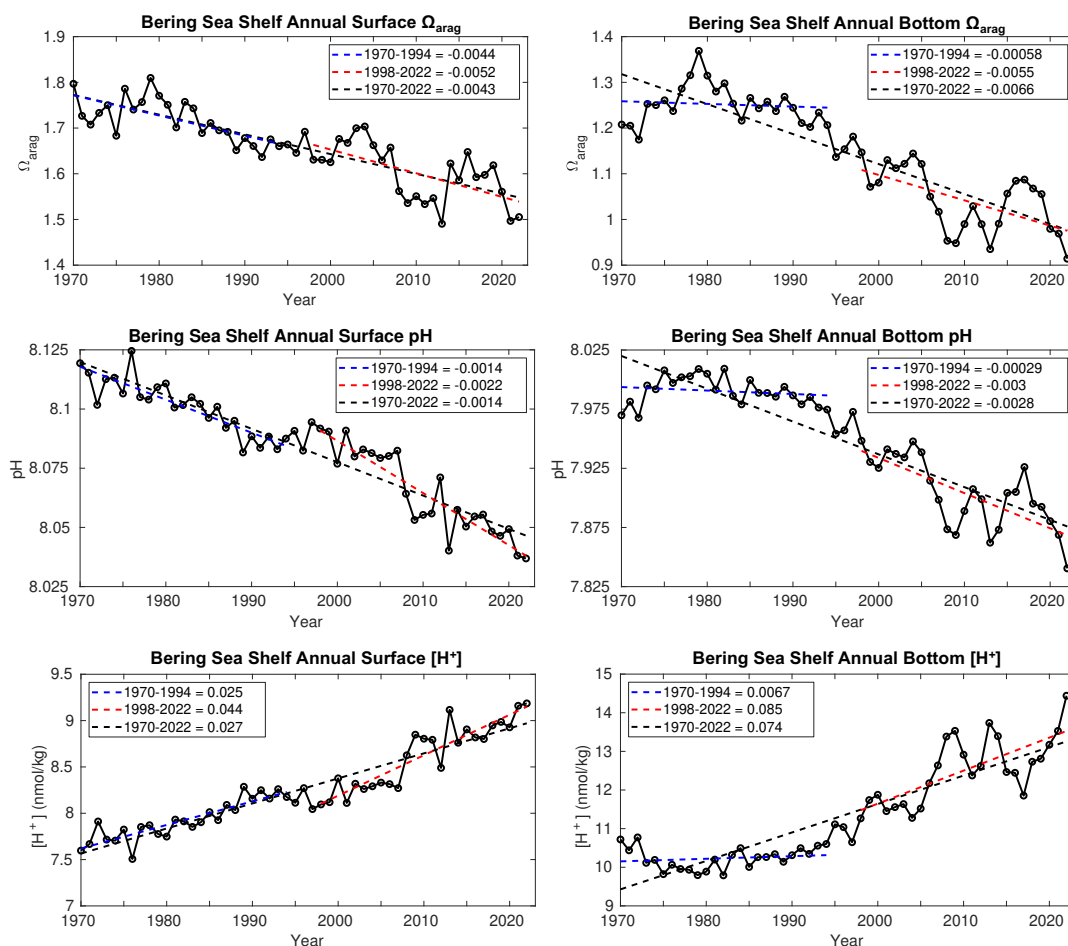 Bering Sea Shelf Annual Surface Ωarag
1.9
1.8
1.7
1.6
1.5
1.4
Ωarag
1970-1994 = -0.0044
1998-2022 = -0.0052
1970-2022 = -0.0043
1970 1980 1990 2000 2010 2020
Year
Bering Sea Shelf Annual Bottom Ωarag
1.4
1.3
1.2
1.1
1
0.9
Ωarag
1970-1994 = -0.00058
1998-2022 = -0.0055
1970-2022 = -0.0066
1970 1980 1990 2000 2010 2020
Year
Bering Sea Shelf Annual Surface pH
8.125
8.1
8.075
8.05
8.025
pH
1970-1994 = -0.0014
1998-2022 = -0.0022
1970-2022 = -0.0014
1970 1980 1990 2000 2010 2020
Year
Bering Sea Shelf Annual Bottom pH
8.025
7.975
7.925
7.875
7.825
pH
1970-1994 = -0.00029
1998-2022 = -0.003
1970-2022 = -0.0028
1970 1980 1990 2000 2010 2020
Year
Bering Sea Shelf Annual Surface [H⁺]
9.5
9
8.5
8
7.5
7
[H⁺] (nmol/kg)
1970-1994 = 0.025
1998-2022 = 0.044
1970-2022 = 0.027
1970 1980 1990 2000 2010 2020
Year
Bering Sea Shelf Annual Bottom [H⁺]
15
14
13
12
11
10
9
[H⁺] (nmol/kg)
1970-1994 = 0.0067
1998-2022 = 0.085
1970-2022 = 0.074
1970 1980 1990 2000 2010 2020
Year